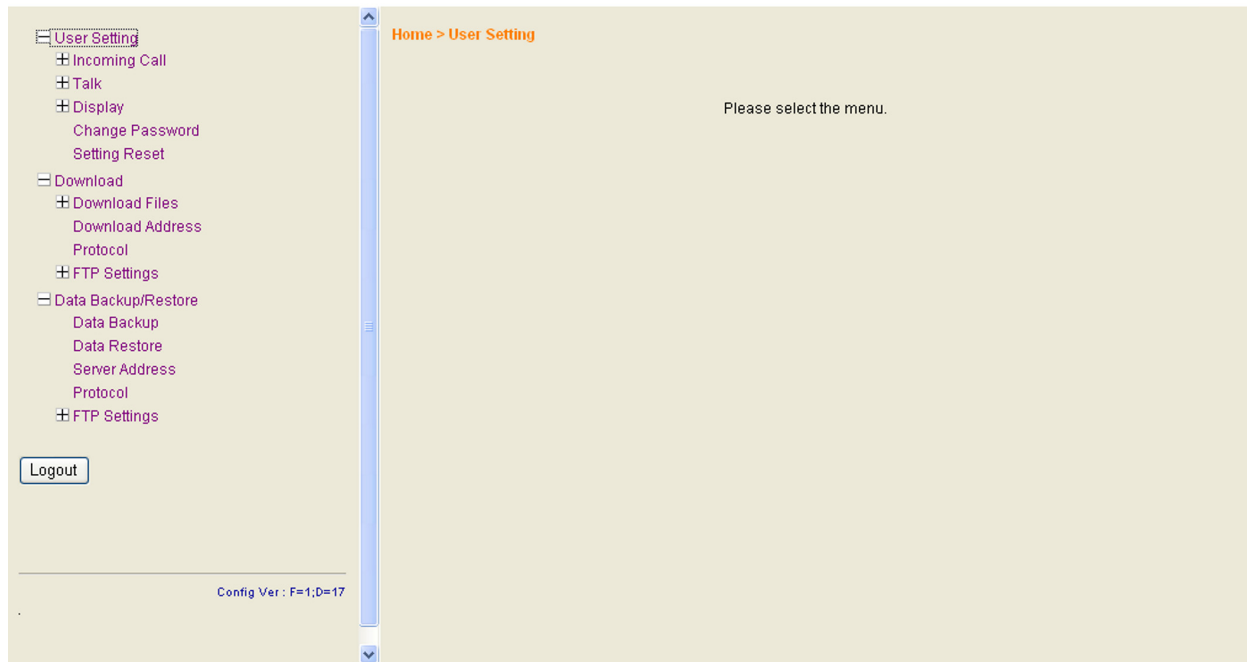 User Setting
Incoming Call
Talk
Display
Change Password
Setting Reset
Download
Download Files
Download Address
Protocol
FTP Settings
Data Backup/Restore
Data Backup
Data Restore
Server Address
Protocol
FTP Settings
Logout
Config Ver : F=1;D=17
.
Home > User Setting
Please select the menu.